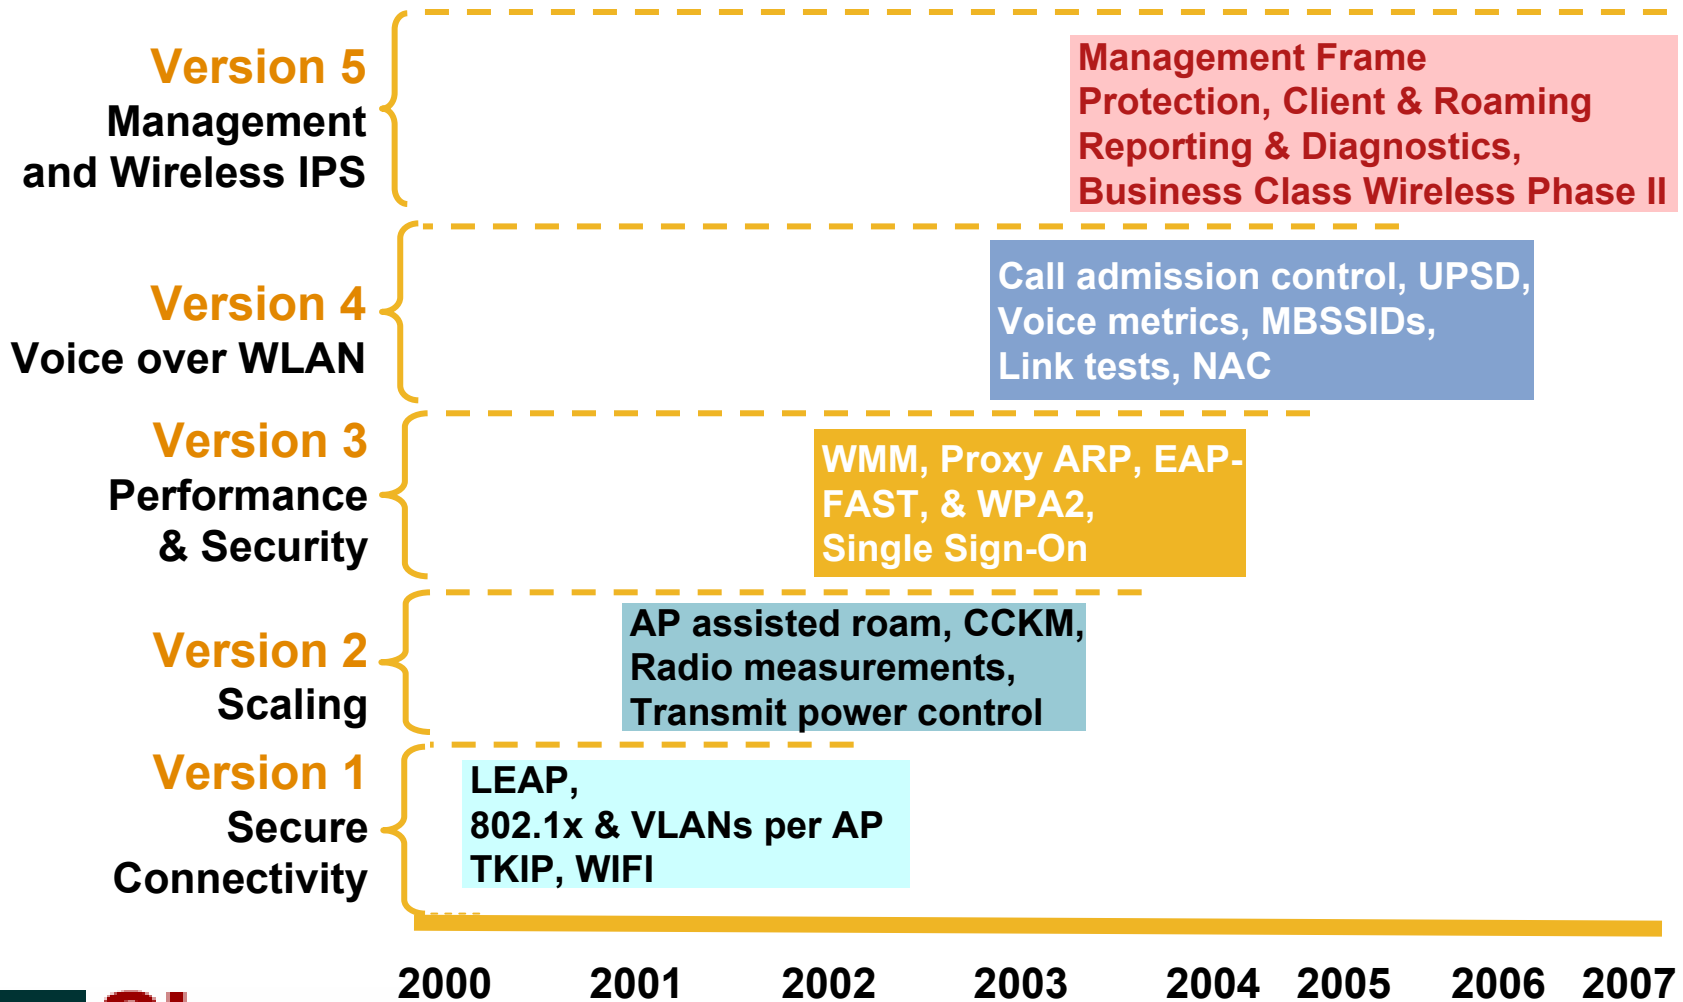 Version 5
Management
and Wireless IPS
Management Frame
Protection, Client & Roaming
Reporting & Diagnostics,
Business Class Wireless Phase II
Version 4
Voice over WLAN
Call admission control, UPSD,
Voice metrics, MBSSIDs,
Link tests, NAC
Version 3
Performance
& Security
WMM, Proxy ARP, EAP-
FAST, & WPA2,
Single Sign-On
Version 2
Scaling
AP assisted roam, CCKM,
Radio measurements,
Transmit power control
Version 1
Secure
Connectivity
LEAP,
802.1x & VLANs per AP
TKIP, WIFI
2000 2001 2002 2003 2004 2005 2006 2007